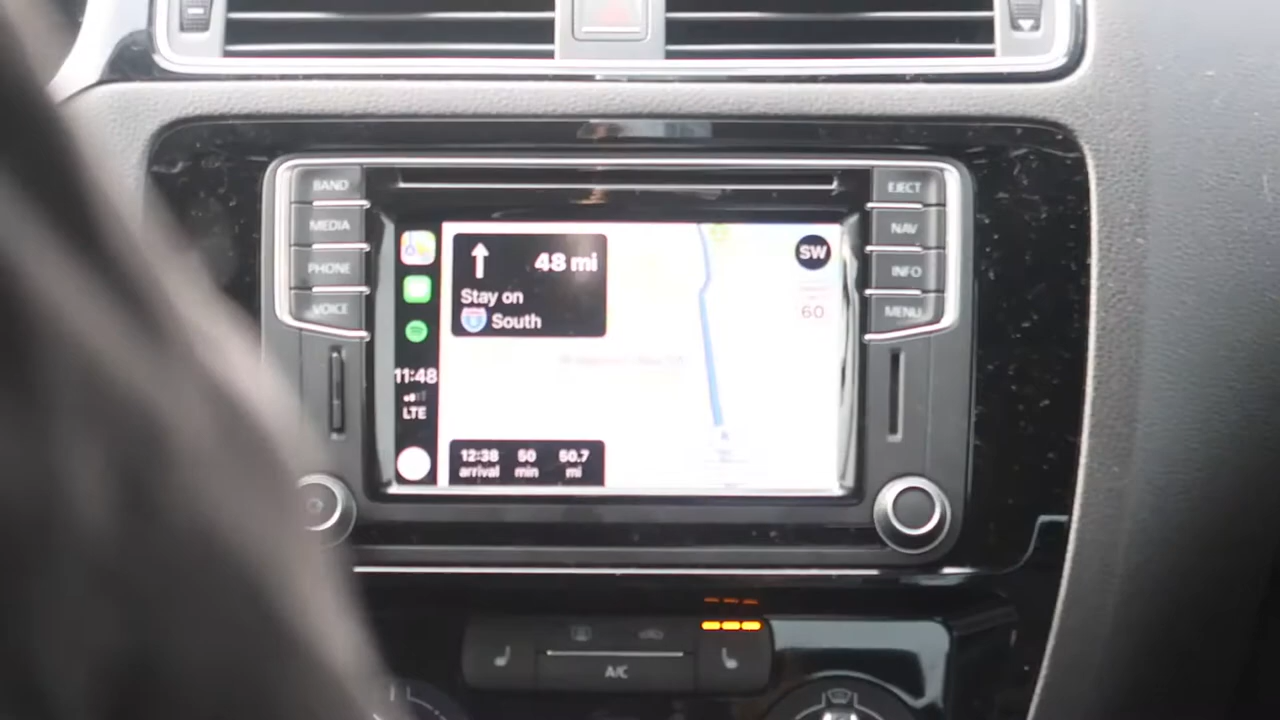 BAND
MEDIA
PHONE
VOICE
EJECT
NAV
INFO
MENU
48 mi
Stay on
South
SW
60
11:48
LTE
12:38 50 50.7
arrival min mi
A/C